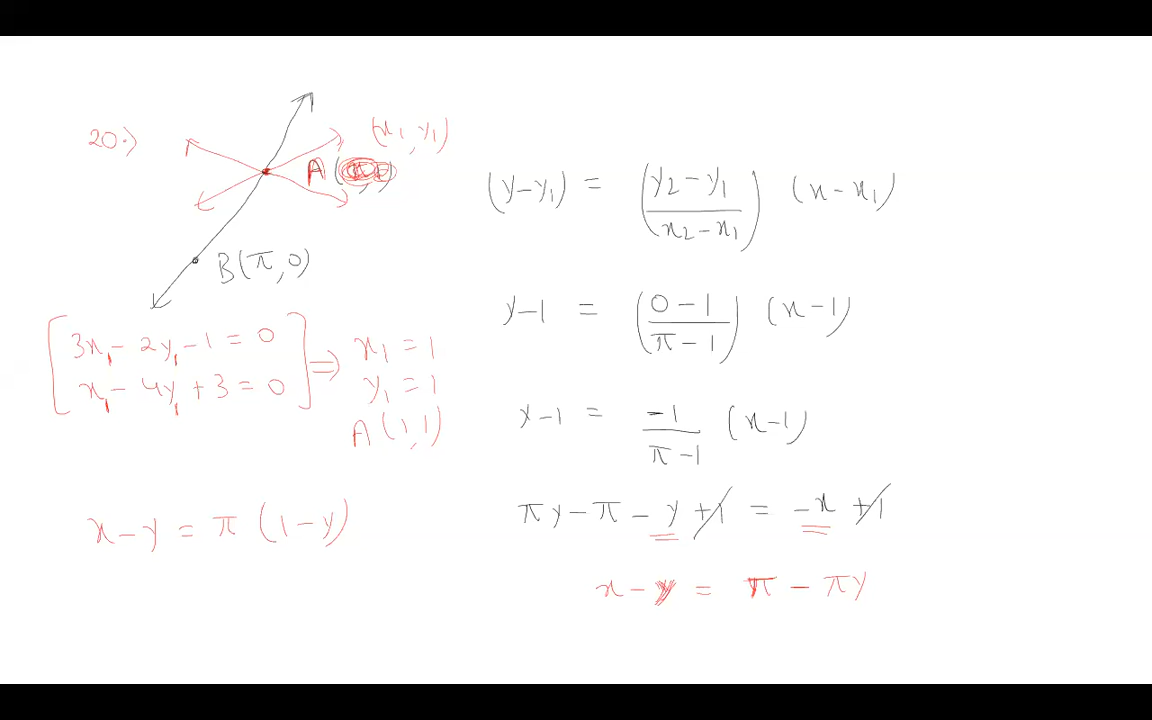 20.)
(x₁, y₁)
A (
B(π, 0)
3x₁ - 2y₁ - 1 = 0
x₁ - 4y₁ + 3 = 0
⇒ x₁ = 1
y₁ = 1
A (1, 1)
x - y = π (1 - y)
(y - y₁) = ((y₂ - y₁)/(x₂ - x₁)) (x - x₁)
y - 1 = ((0 - 1)/(π - 1)) (x - 1)
y - 1 = -1/(π - 1) (x - 1)
πy - π - y + 1 = -x + 1
x - y = π - πy